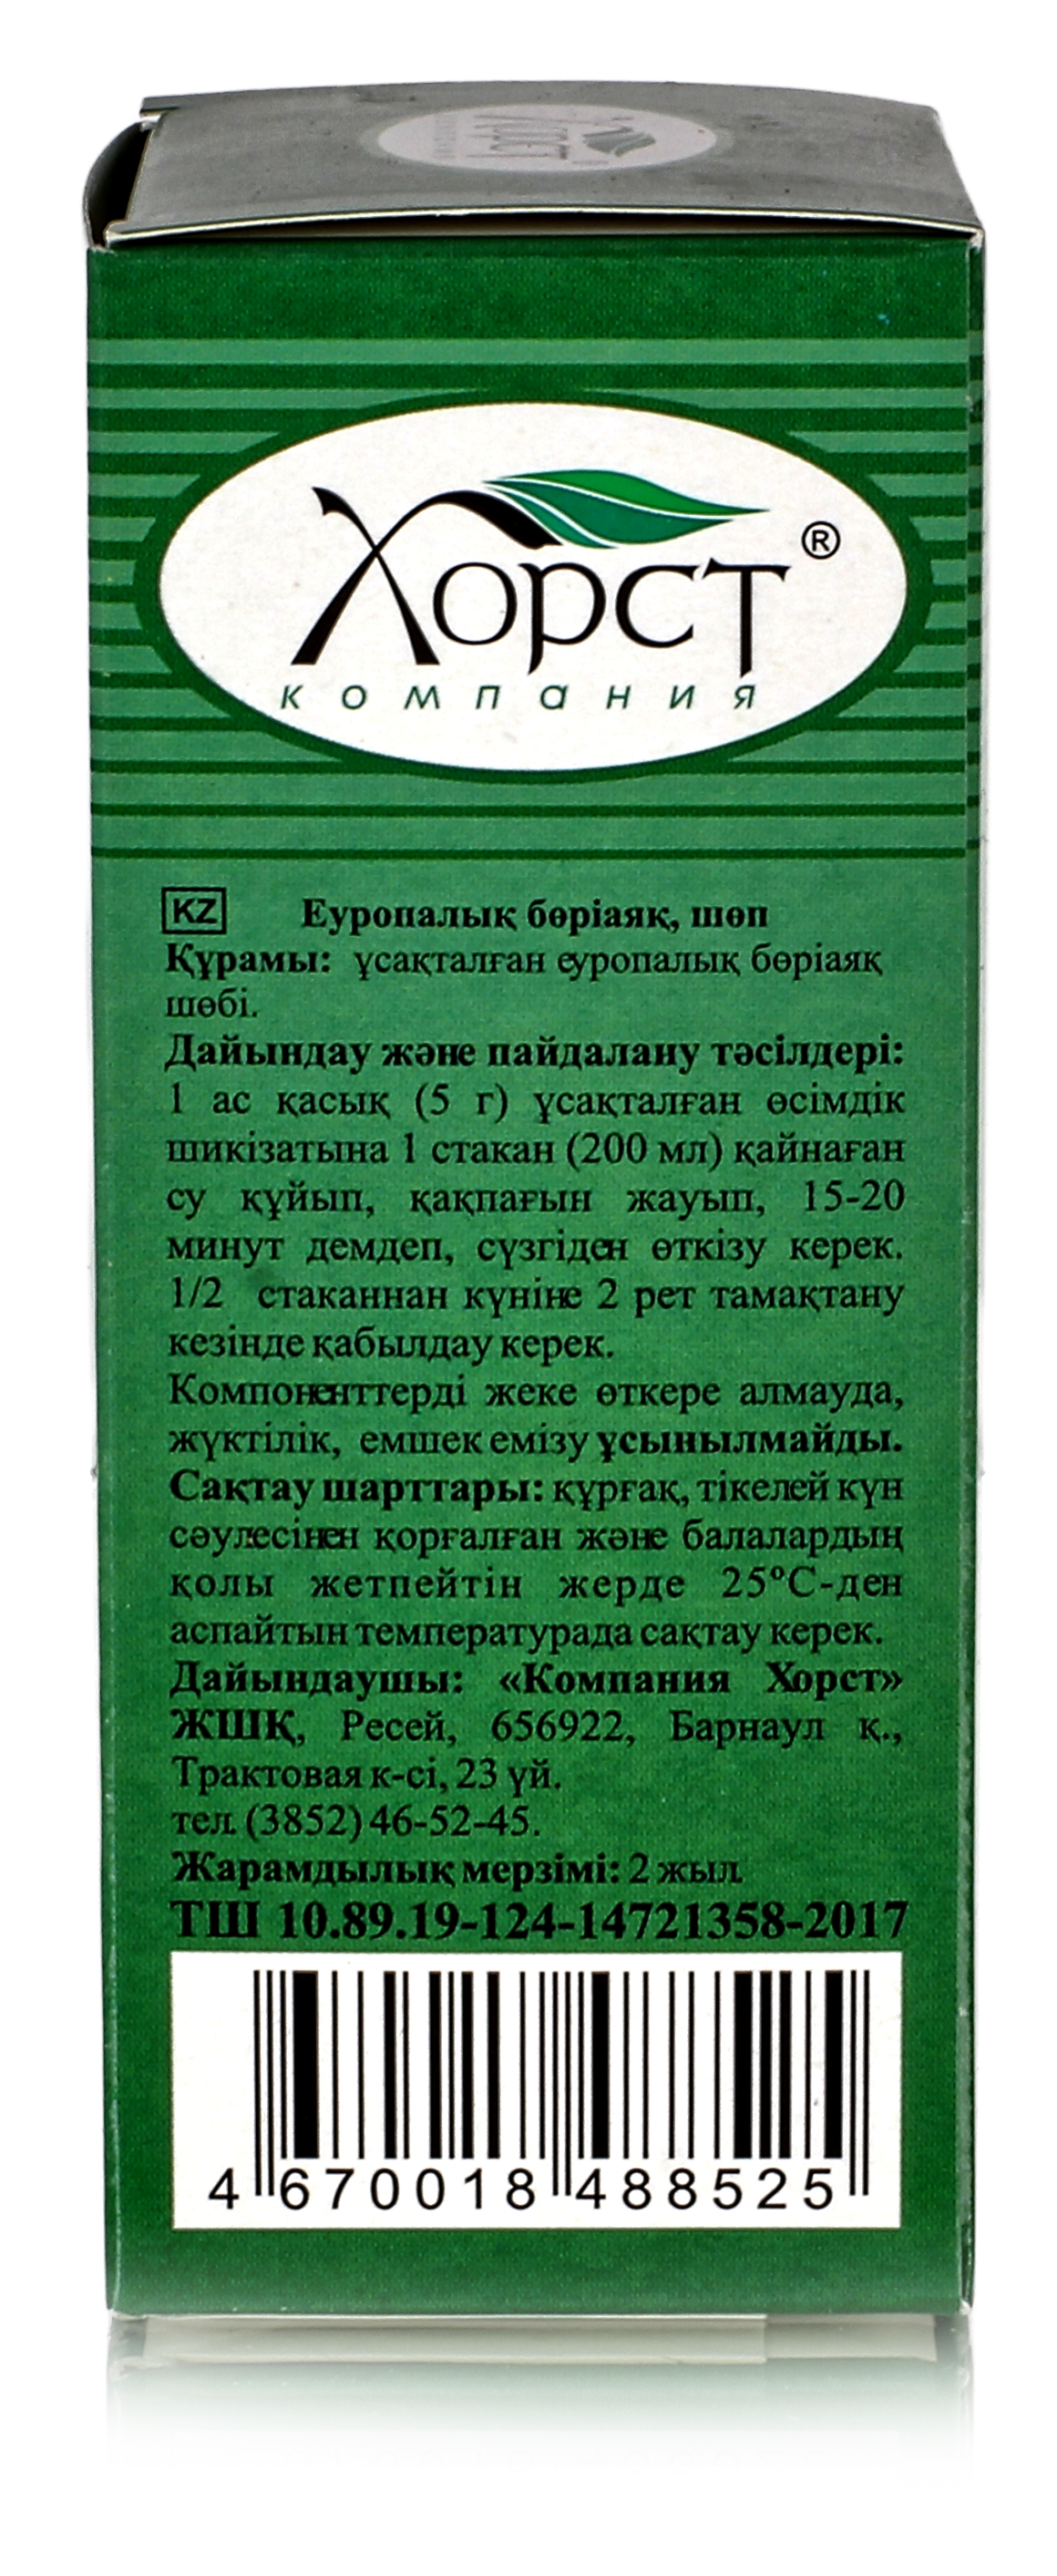 Хорст®
компания
KZ Еуропалық бөріаяқ, шөп
Құрамы: ұсақталған еуропалық бөріаяқ
шөбі.
Дайындау және пайдалану тәсілдері:
1 ас қасық (5 г) ұсақталған өсімдік
шикізатына 1 стакан (200 мл) қайнаған
су құйып, қақпағын жауып, 15-20
минут демдеп, сүзгіден өткізу керек.
1/2 стаканнан күніне 2 рет тамақтану
кезінде қабылдау керек.
Компоненттерді жеке өткере алмауда,
жүктілік, емшек емізу ұсынылмайды.
Сақтау шарттары: құрғақ, тікелей күн
сәулесінен қорғалған және балалардың
қолы жетпейтін жерде 25°С-ден
аспайтын температурада сақтау керек.
Дайындаушы: «Компания Хорст»
ЖШҚ, Ресей, 656922, Барнаул қ.,
Трактовая к-сі, 23 үй.
тел. (3852) 46-52-45.
Жарамдылық мерзімі: 2 жыл.
ТШ 10.89.19-124-14721358-2017
4 670018 488525